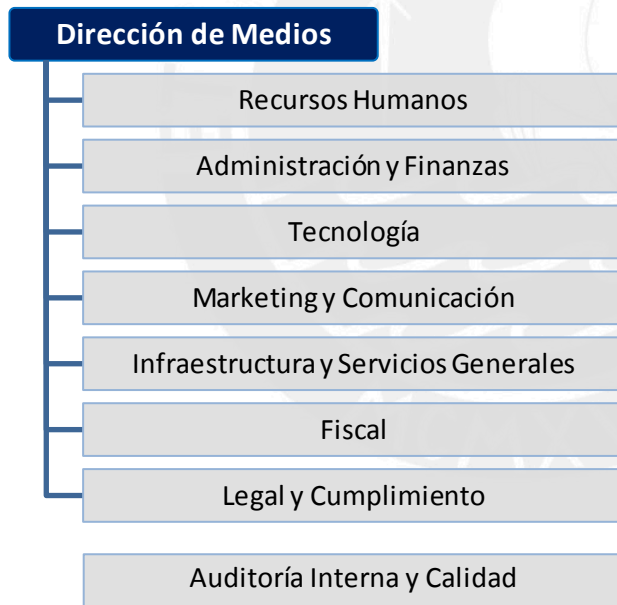 Dirección de Medios
Recursos Humanos
Administración y Finanzas
Tecnología
Marketing y Comunicación
Infraestructura y Servicios Generales
Fiscal
Legal y Cumplimiento
Auditoría Interna y Calidad